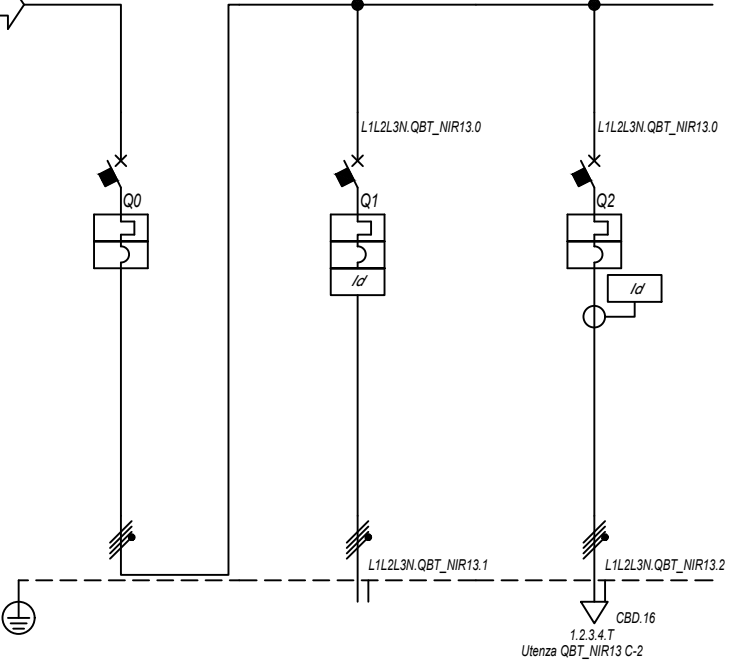 L1L2L3N.QBT_NIR13.0
L1L2L3N.QBT_NIR13.0
Q0
Q1
Q2
Id
Id
L1L2L3N.QBT_NIR13.1
L1L2L3N.QBT_NIR13.2
CBD.16
1.2.3.4.T
Utenza QBT_NIR13 C-2